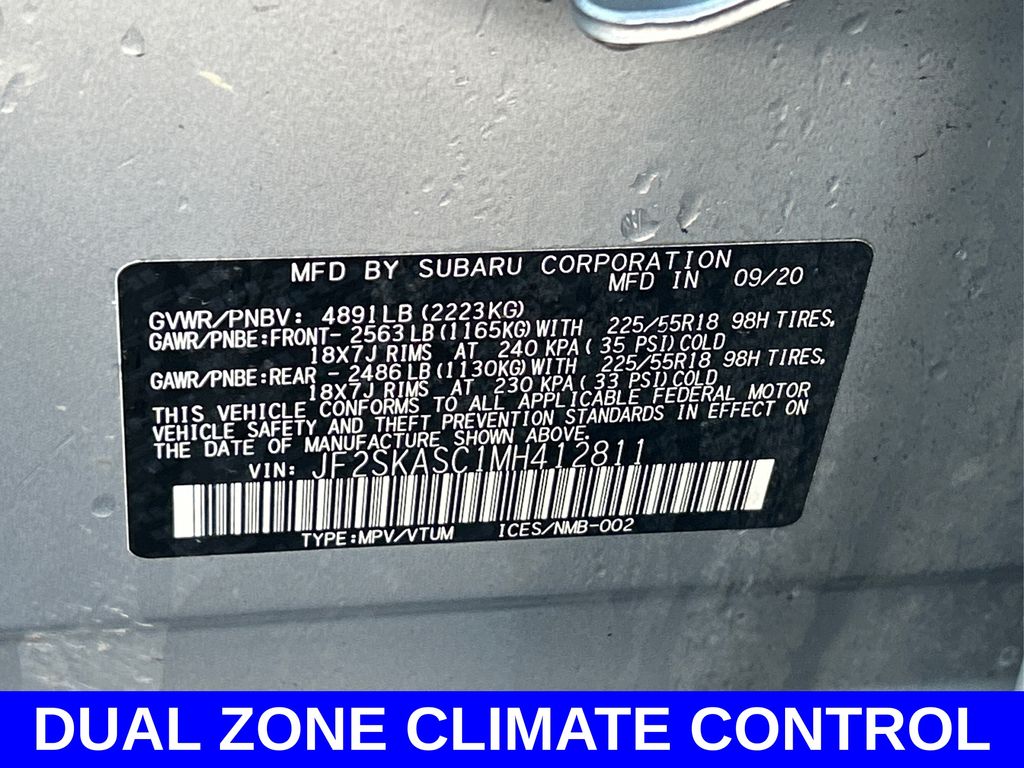 MFD BY SUBARU CORPORATION
MFD IN 09/20
GVWR/PNBV: 4891LB (2223KG)
GAWR/PNBE:FRONT- 2563LB(1165KG)WITH 225/55R18 98H TIRES,
18X7J RIMS AT 240 KPA( 35 PSI)COLD
GAWR/PNBE:REAR - 2486LB(1130KG)WITH 225/55R18 98H TIRES,
18X7J RIMS AT 230 KPA( 33 PSI)COLD
THIS VEHICLE CONFORMS TO ALL APPLICABLE FEDERAL MOTOR
VEHICLE SAFETY AND THEFT PREVENTION STANDARDS IN EFFECT ON
THE DATE OF MANUFACTURE SHOWN ABOVE.
VIN: JF2SKASC1MH412811
TYPE:MPV/VTUM ICES/NMB-002
DUAL ZONE CLIMATE CONTROL